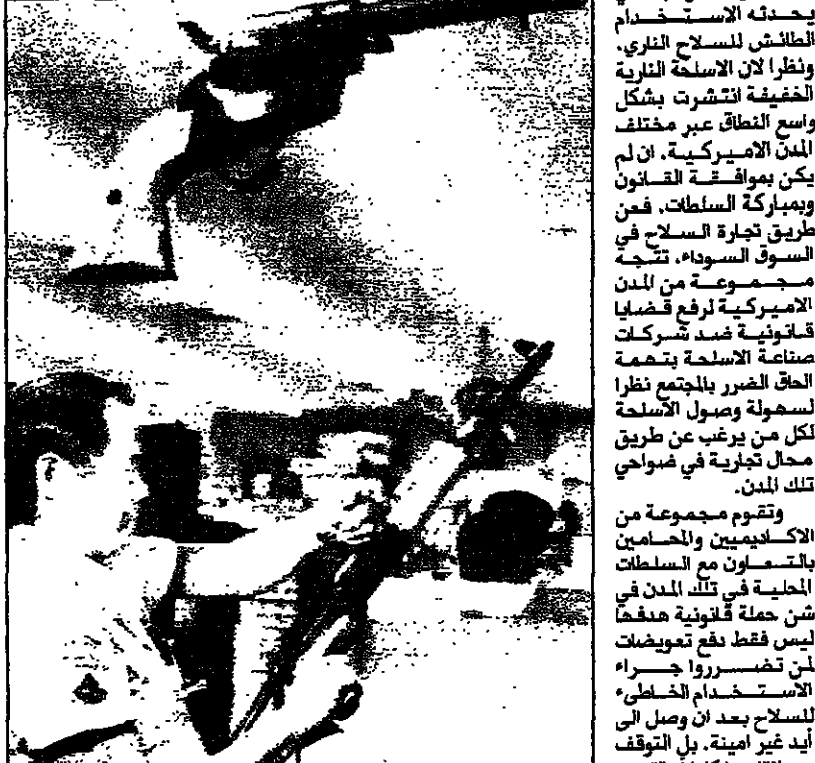 يحدثه الاستخدام
الطائش للسلاح الناري.
ونظرا لان الاسلحة النارية
الخفيفة انتشرت بشكل
واسع النطاق عبر مختلف
المدن الاميركية، ان لم
يكن بموافقة القانون
وبمباركة السلطات، فعن
طريق تجارة السلاح في
السوق السوداء، تتجه
مجموعة من المدن
الاميركية لرفع قضايا
قانونية ضد شركات
صناعة الاسلحة بتهمة
الحاق الضرر بالمجتمع نظرا
لسهولة وصول الأسلحة
لكل من يرغب عن طريق
محال تجارية في ضواحي
تلك المدن.
وتقوم مجموعة من
الاكاديميين والمحامين
بالتعاون مع السلطات
المحلية في تلك المدن في
شن حملة قانونية هدفها
ليس فقط دفع تعويضات
لمن تضرروا جراء
الاستخدام الخاطىء
للسلاح بعد ان وصل الى
أيد غير امينة، بل التوقف